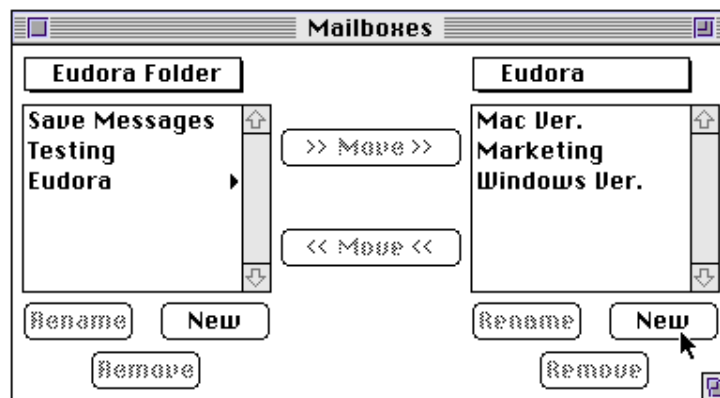 Mailboxes
Eudora Folder
Save Messages
Testing
Eudora
>> Move >>
<< Move <<
Rename
New
Remove
Eudora
Mac Ver.
Marketing
Windows Ver.
Rename
New
Remove